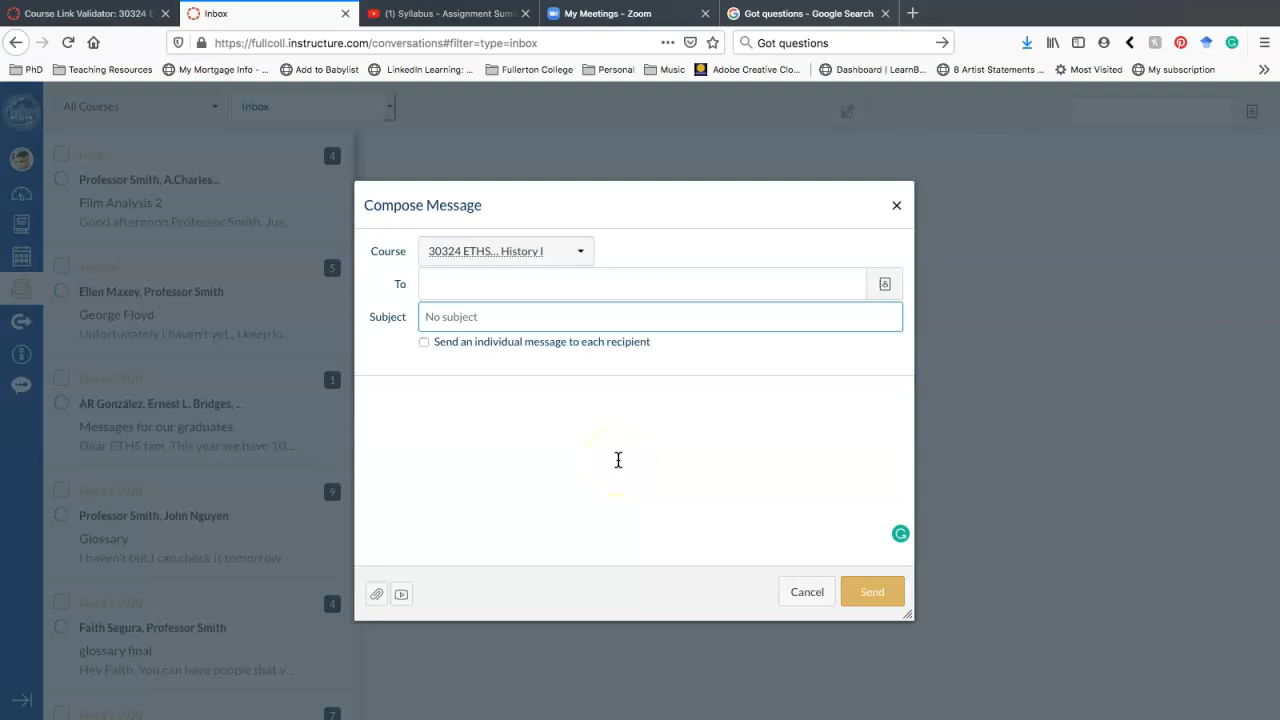 Course Link Validator: 30324 E
Inbox
(1) Syllabus - Assignment Sum
My Meetings - Zoom
Got questions - Google Search
https://fullcoll.instructure.com/conversations#filter=type=inbox
Got questions
PhD
Teaching Resources
My Mortgage Info - ...
Add to Babylist
LinkedIn Learning: ...
Fullerton College
Personal
Music
Adobe Creative Clo...
Dashboard | LearnB...
8 Artist Statements ...
Most Visited
My subscription
All Courses
Inbox
Friday
4
Professor Smith, A.Charles...
Film Analysis 2
Good afternoon Professor Smith, Jus..
Tuesday
5
Ellen Maxey, Professor Smith
George Floyd
Unfortunately I haven't yet.. I keep lo...
1
AR González, Ernest L. Bridges, ...
Messages for our graduates
Dear ETHS fam, This year we have 10...
9
Professor Smith, John Nguyen
Glossary
I haven't but I can check it tomorrow
4
Faith Segura, Professor Smith
glossary final
Hey Faith, You can have people that y...
7
Compose Message
Course
30324 ETHS... History I
To
Subject
No subject
Send an individual message to each recipient
Cancel
Send